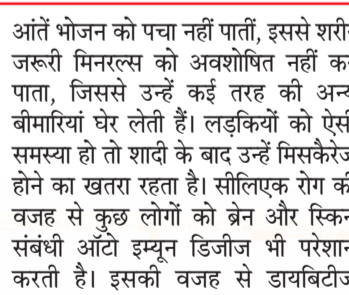 आंतें भोजन को पचा नहीं पातीं, इससे शरी
जरूरी मिनरल्स को अवशोषित नहीं क
पाता, जिससे उन्हें कई तरह की अन्य
बीमारियां घेर लेती हैं। लड़कियों को ऐसी
समस्या हो तो शादी के बाद उन्हें मिसकैरेज
होने का खतरा रहता है। सीलिएक रोग की
वजह से कुछ लोगों को ब्रेन और स्किन
संबंधी ऑटो इम्यून डिजीज भी परेशान
करती है। इसकी वजह से डायबिटीज